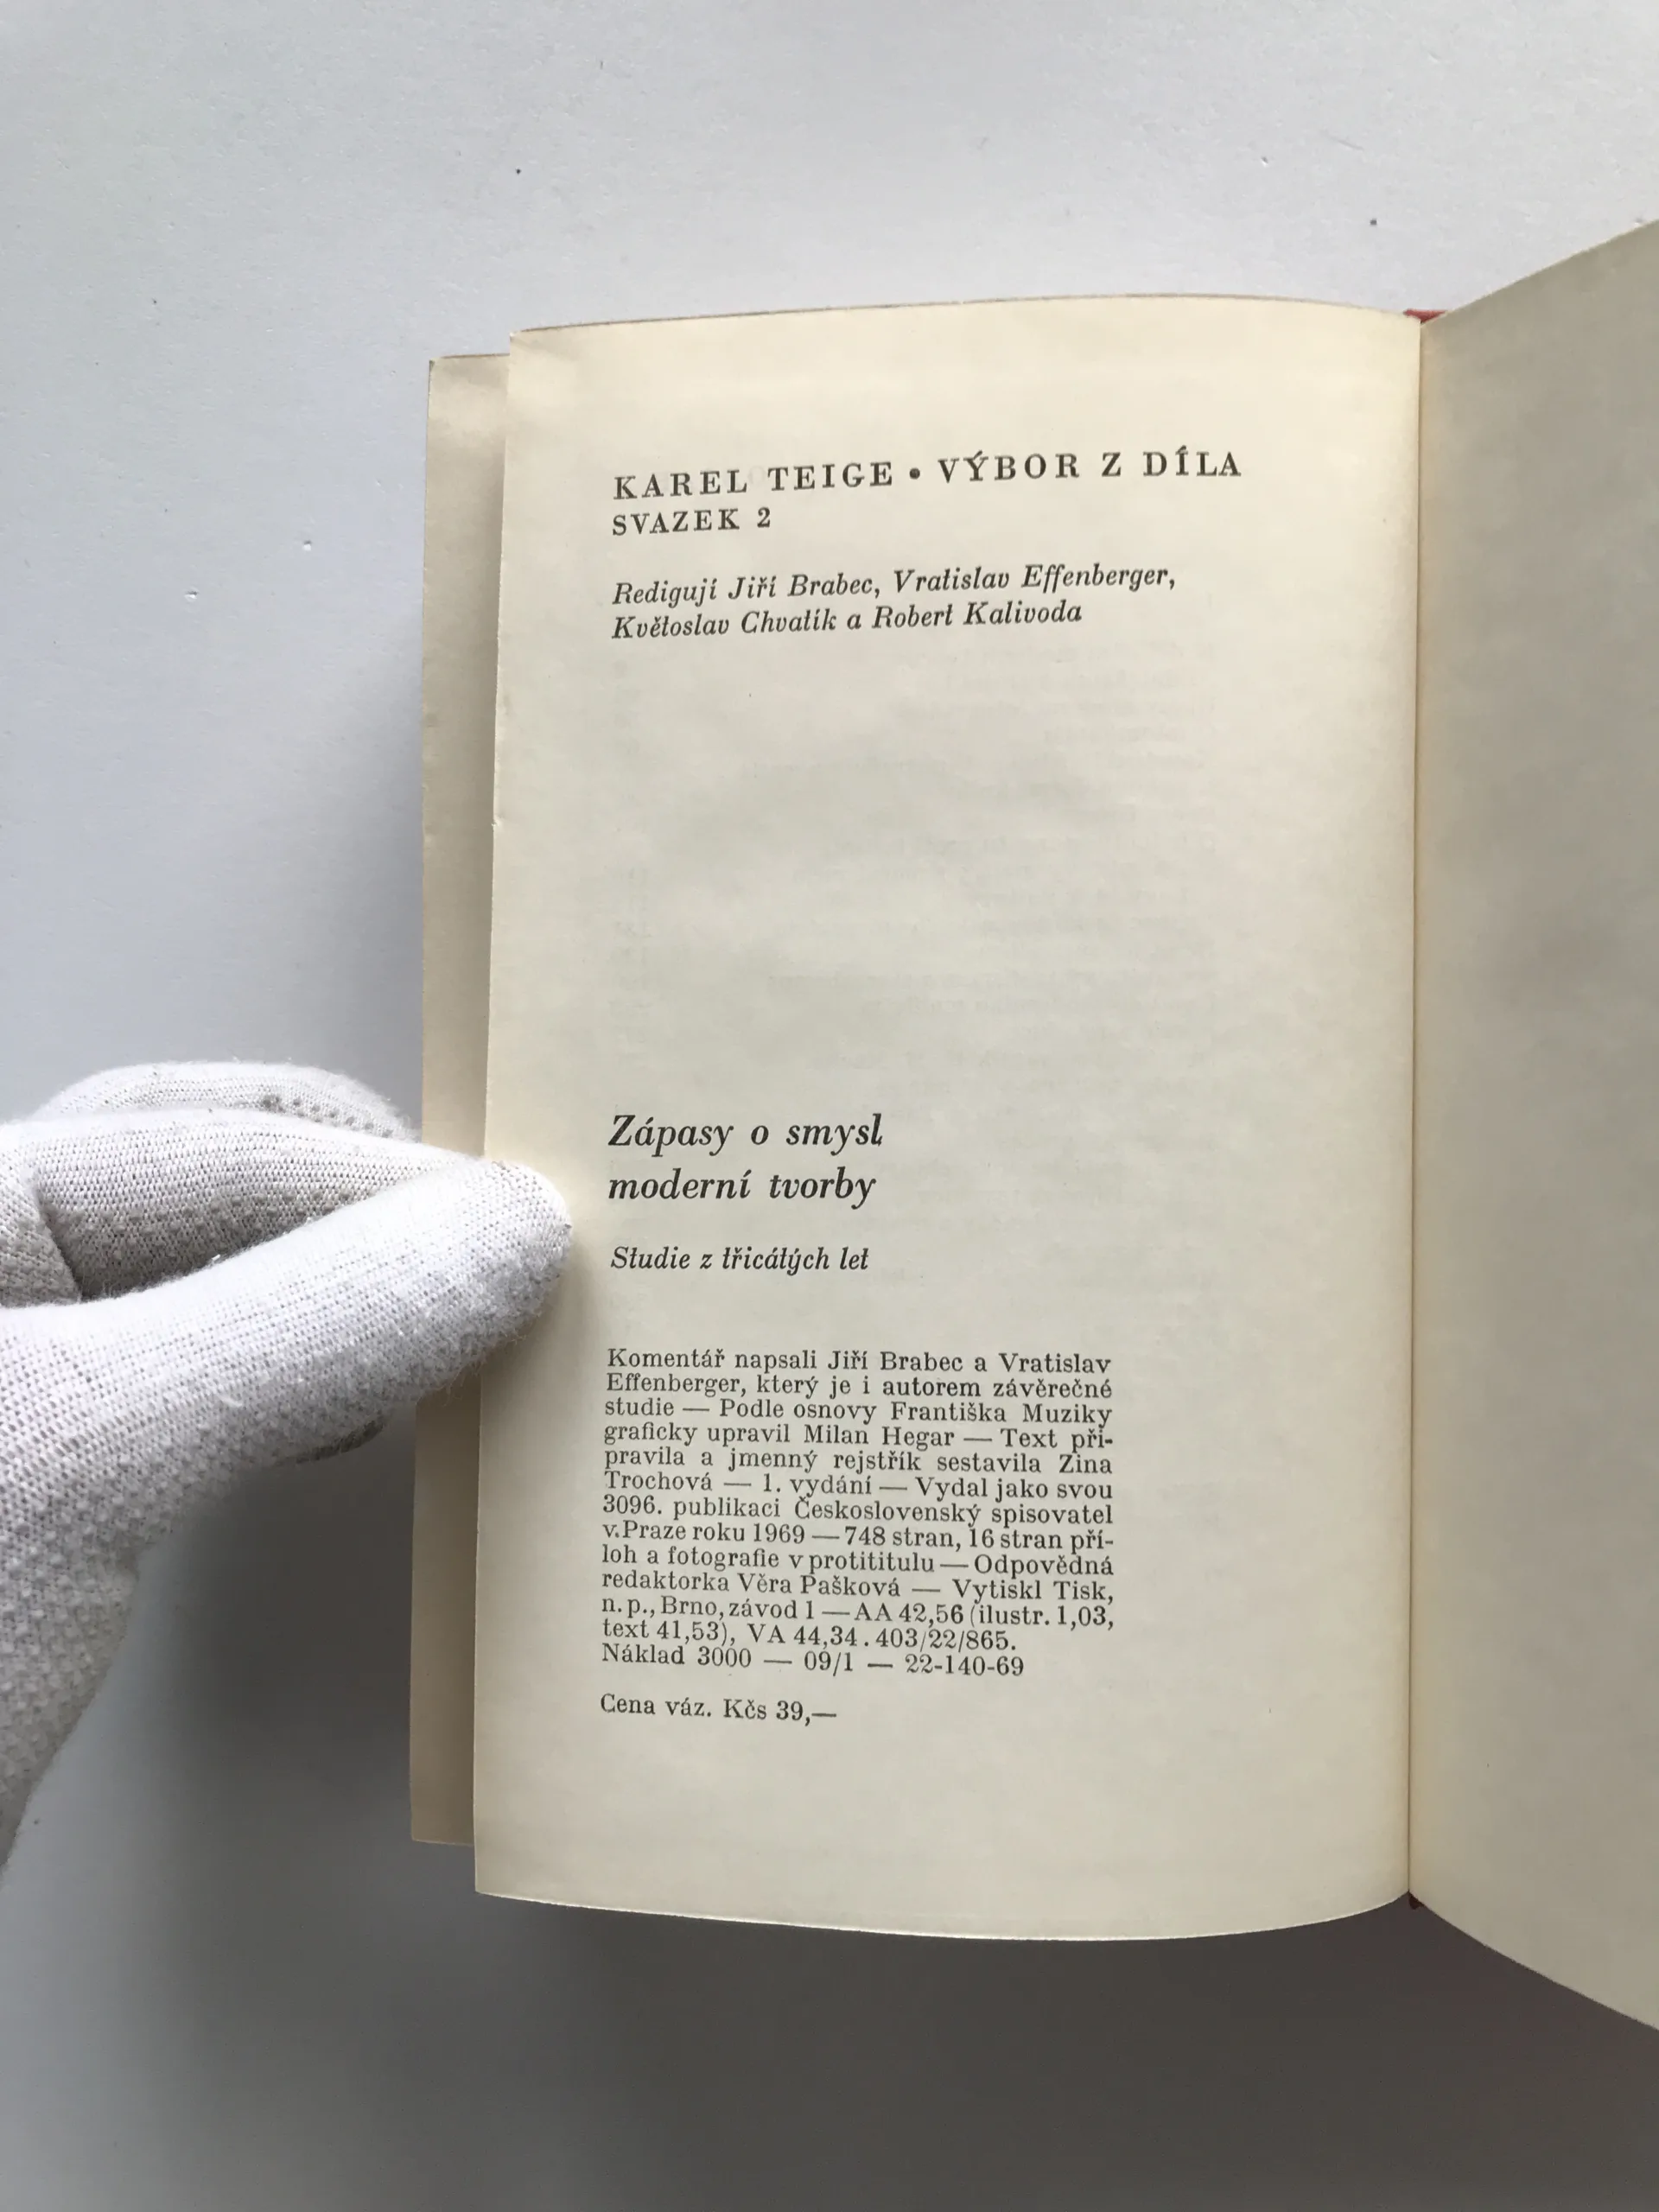 KAREL TEIGE • VÝBOR Z DÍLA
SVAZEK 2
Redigují Jiří Brabec, Vratislav Effenberger,
Květoslav Chvatík a Robert Kalivoda
Zápasy o smysl
moderní tvorby
Studie z třicátých let
Komentář napsali Jiří Brabec a Vratislav
Effenberger, který je i autorem závěrečné
studie — Podle osnovy Františka Muziky
graficky upravil Milan Hegar — Text při-
pravila a jmenný rejstřík sestavila Zina
Trochová — 1. vydání — Vydal jako svou
3096. publikaci Československý spisovatel
v Praze roku 1969 — 748 stran, 16 stran pří-
loh a fotografie v protititulu — Odpovědná
redaktorka Věra Pašková — Vytiskl Tisk,
n. p., Brno, závod 1 — AA 42,56 (ilustr. 1,03,
text 41,53), VA 44,34. 403/22/865.
Náklad 3000 — 09/1 — 22-140-69
Cena váz. Kčs 39,—